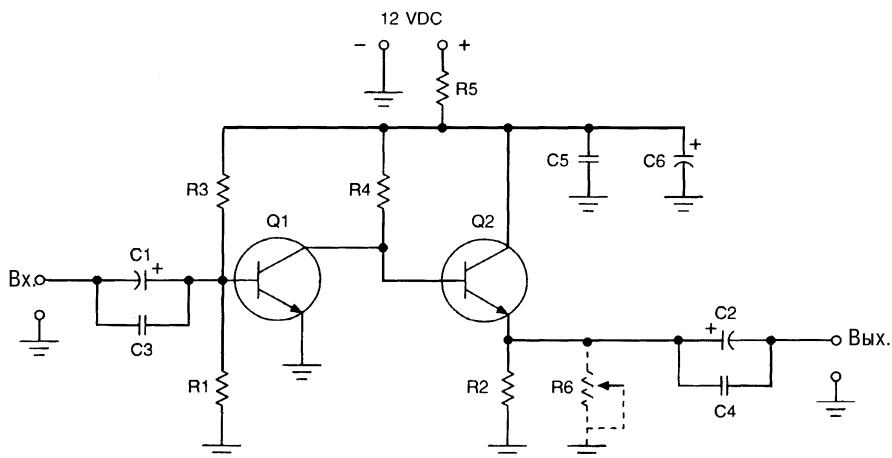 12 VDC
− +
R5
C5 C6 +
R3 R4
Q1 Q2
C1 +
Вх.
C3
C2
+
Вых.
R1 R2 R6
C4